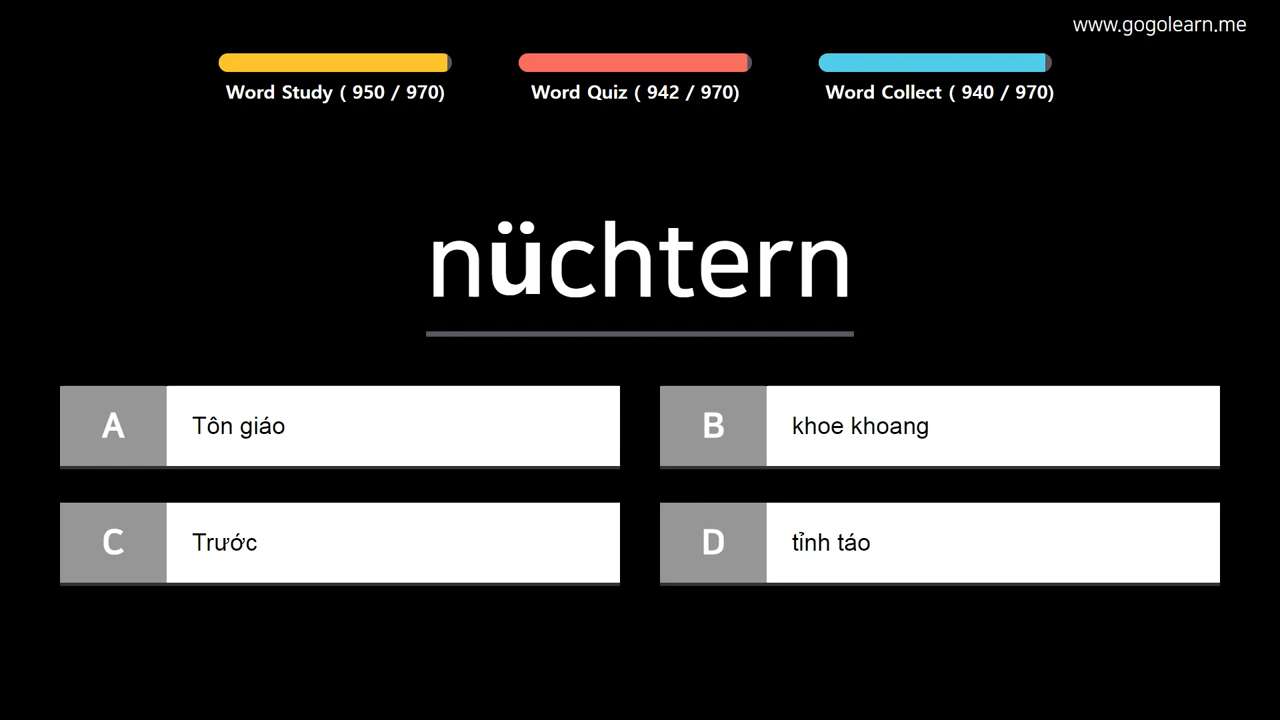 www.gogolearn.me
Word Study ( 950 / 970)
Word Quiz ( 942 / 970)
Word Collect ( 940 / 970)
nüchtern
A Tôn giáo
B khoe khoang
C Trước
D tỉnh táo